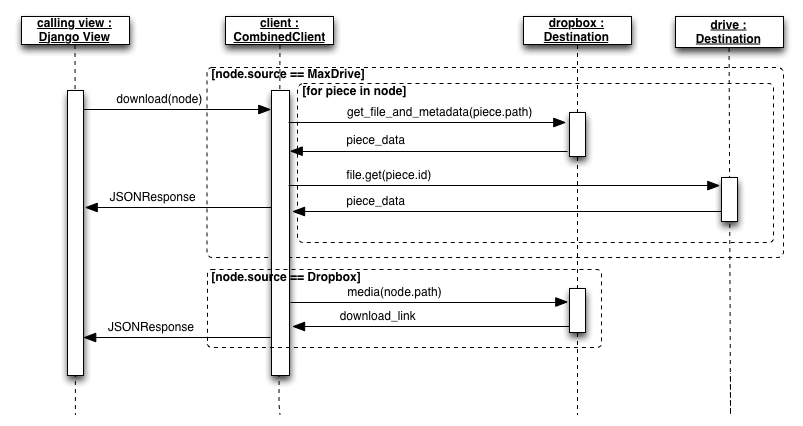 calling view :
Django View
client :
CombinedClient
dropbox :
Destination
drive :
Destination
[node.source == MaxDrive]
[for piece in node]
download(node)
get_file_and_metadata(piece.path)
piece_data
file.get(piece.id)
JSONResponse
piece_data
[node.source == Dropbox]
media(node.path)
download_link
JSONResponse